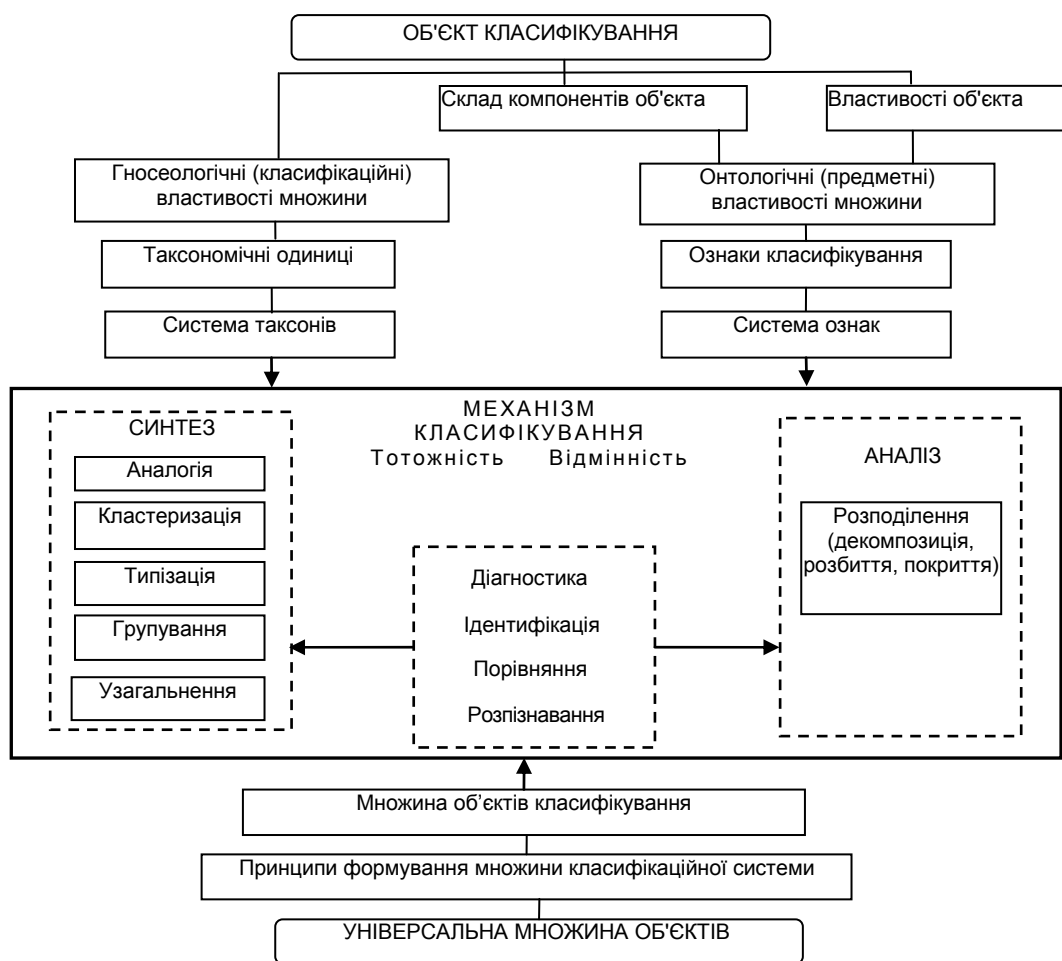 ОБ'ЄКТ КЛАСИФІКУВАННЯ
Склад компонентів об'єкта
Властивості об'єкта
Гносеологічні (класифікаційні)
властивості множини
Онтологічні (предметні)
властивості множини
Таксономічні одиниці
Ознаки класифікування
Система таксонів
Система ознак
МЕХАНІЗМ
КЛАСИФІКУВАННЯ
Тотожність Відмінність
СИНТЕЗ
Аналогія
Кластеризація
Типізація
Групування
Узагальнення
Діагностика
Ідентифікація
Порівняння
Розпізнавання
АНАЛІЗ
Розподілення
(декомпозиція,
розбиття, покриття)
Множина об’єктів класифікування
Принципи формування множини класифікаційної системи
УНІВЕРСАЛЬНА МНОЖИНА ОБ'ЄКТІВ